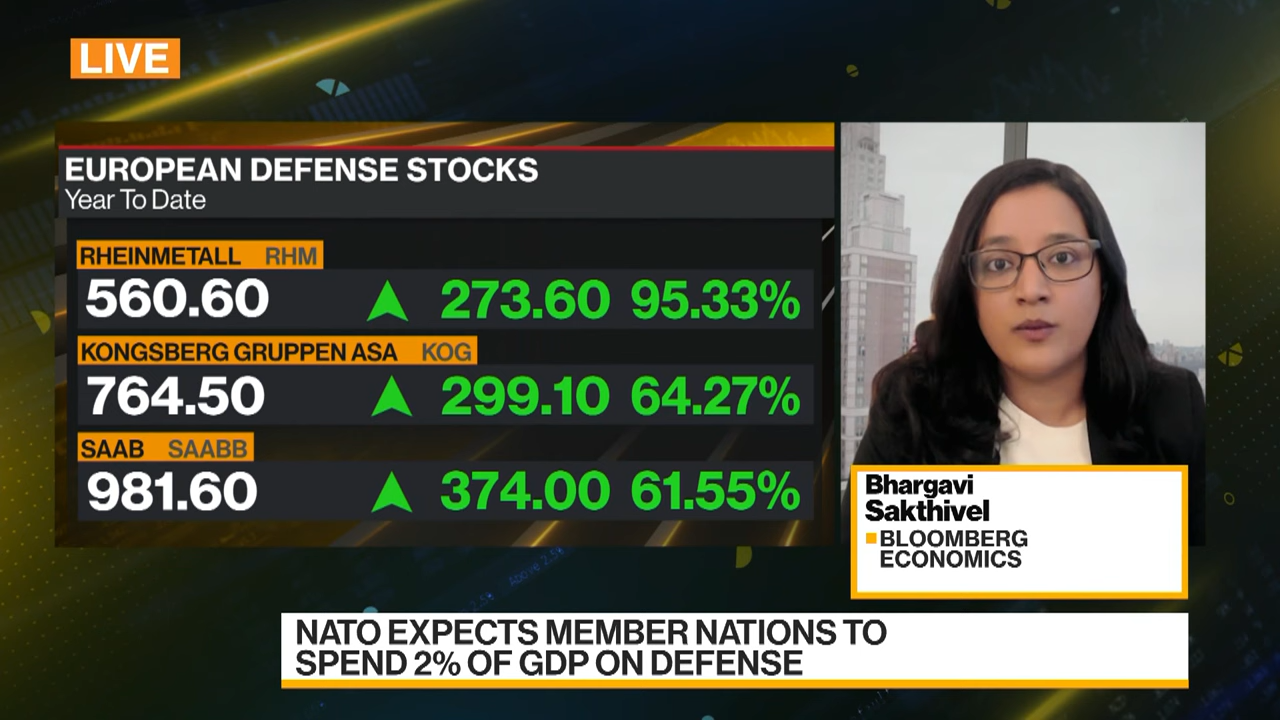 LIVE
EUROPEAN DEFENSE STOCKS
Year To Date
RHEINMETALL RHM
560.60 273.60 95.33%
KONGSBERG GRUPPEN ASA KOG
764.50 299.10 64.27%
SAAB SAABB
981.60 374.00 61.55%
Bhargavi
Sakthivel
BLOOMBERG
ECONOMICS
NATO EXPECTS MEMBER NATIONS TO
SPEND 2% OF GDP ON DEFENSE